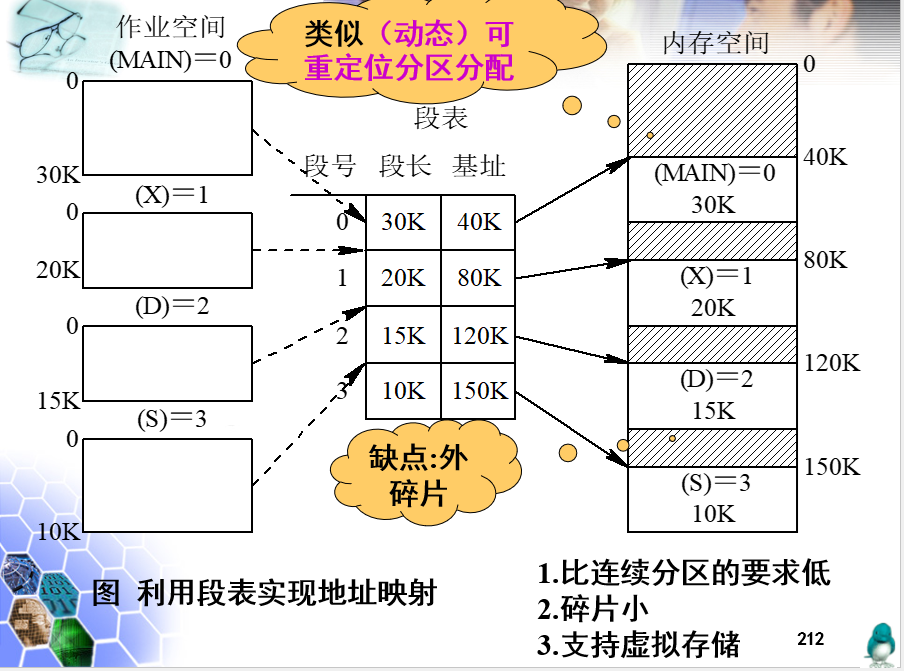 作业空间
类似（动态）可
重定位分区分配
内存空间
(MAIN)＝0
0
30K
(X)＝1
0
20K
(D)＝2
0
15K
(S)＝3
0
10K
段表
段号 段长 基址
0 30K 40K
1 20K 80K
2 15K 120K
3 10K 150K
缺点:外
碎片
0
40K
(MAIN)＝0
30K
80K
(X)＝1
20K
120K
(D)＝2
15K
150K
(S)＝3
10K
图 利用段表实现地址映射
1.比连续分区的要求低
2.碎片小
3.支持虚拟存储
212